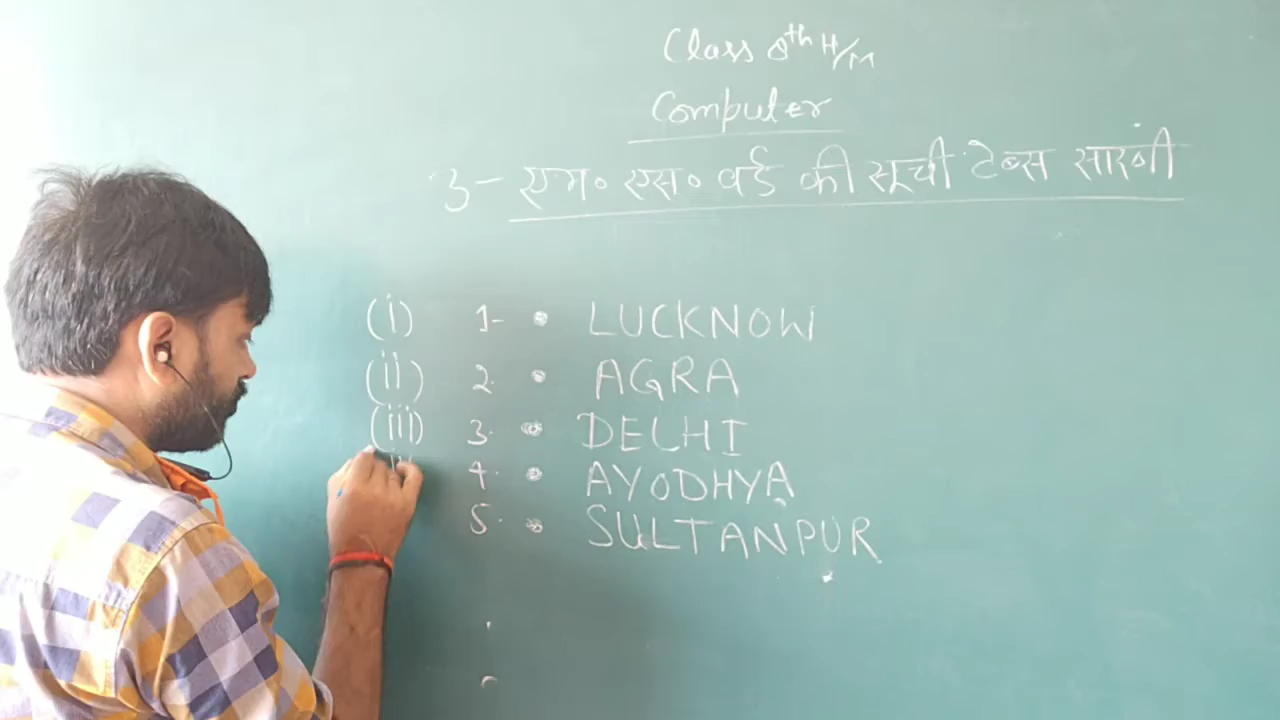 Class 8th H/M
Computer
3- एम० एस० वर्ड की सूची टेब्स सारणी
(i) 1- • LUCKNOW
(ii) 2. • AGRA
(iii) 3. • DELHI
4. • AYODHYA
5. • SULTANPUR